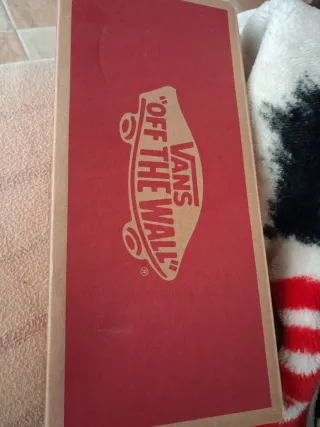 VANS
"OFF THE WALL"
®